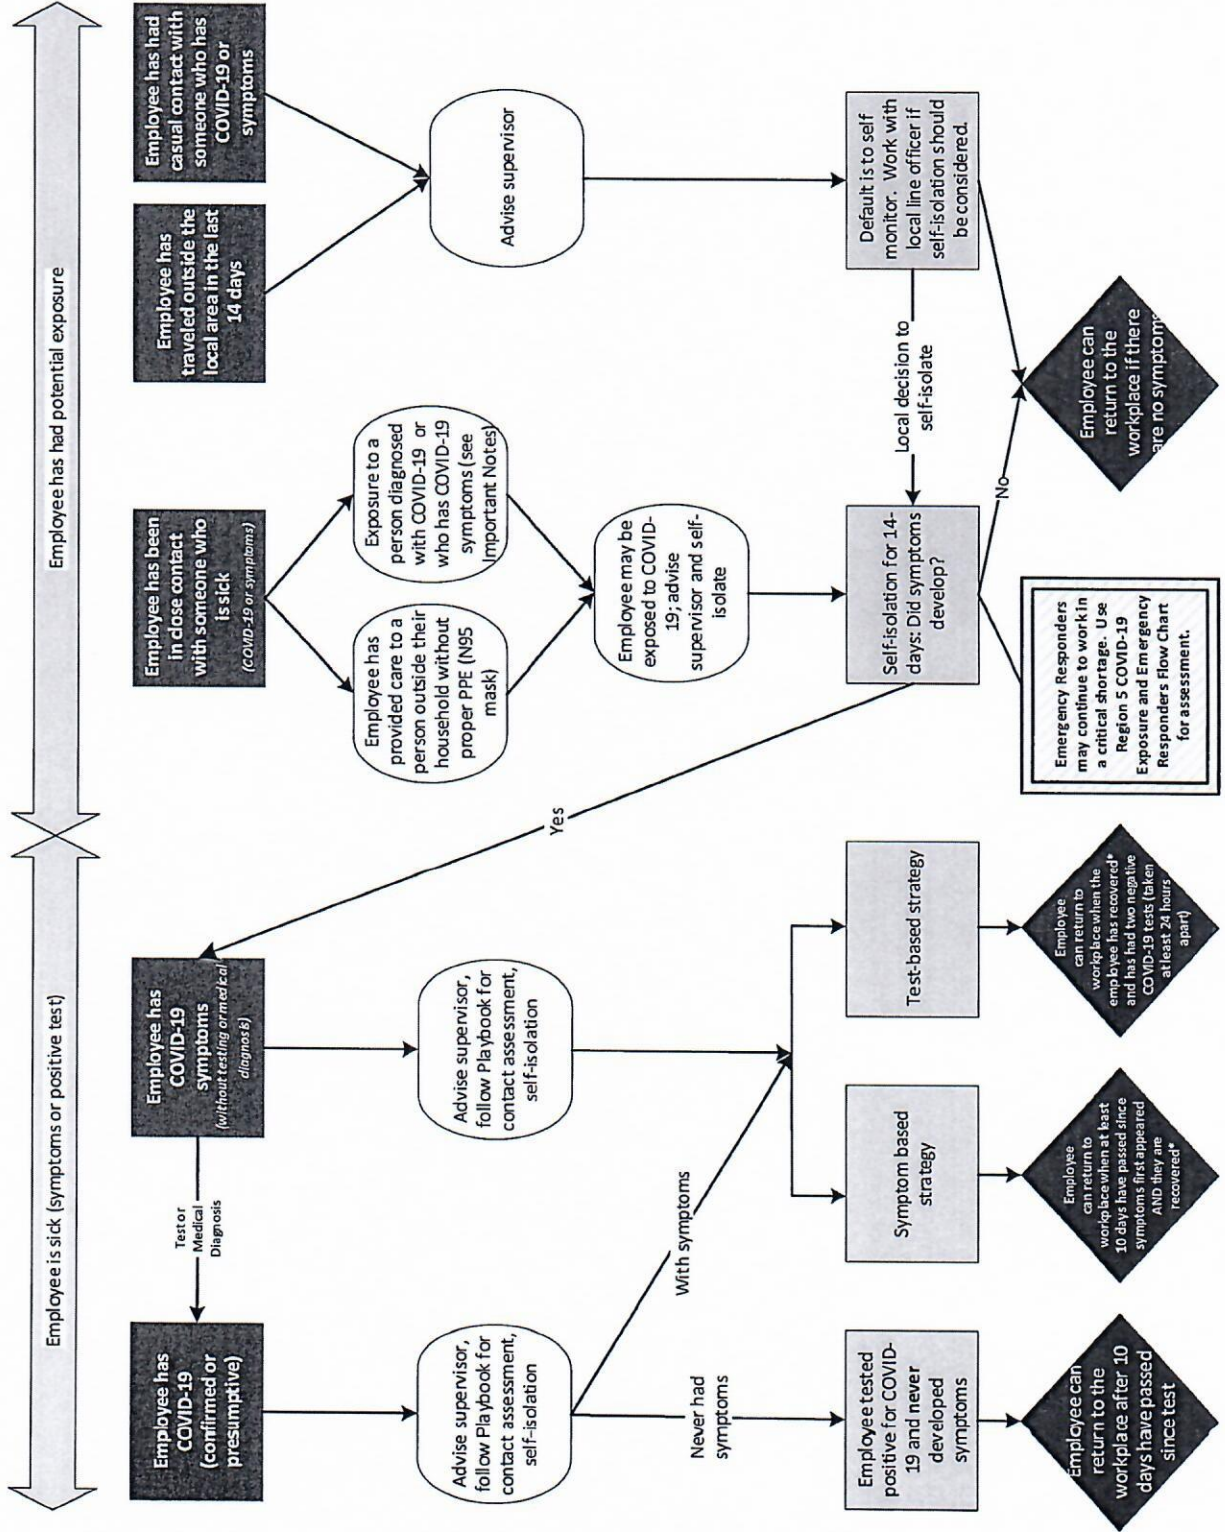 Employee is sick (symptoms or positive test)
Employee has had potential exposure
Employee has
COVID-19
(confirmed or
presumptive)
Test or
Medical
Diagnosis
Employee has
COVID-19
symptoms
(without testing or medical
diagnosis)
Employee has been
in close contact
with someone who
is sick
(COVID-19 or symptoms)
Employee has
traveled outside the
local area in the last
14 days
Employee has had
casual contact with
someone who has
COVID-19 or
symptoms
Employee has
provided care to a
person outside their
household without
proper PPE (N95
mask)
Exposure to a
person diagnosed
with COVID-19 or
who has COVID-19
symptoms (see
Important Notes)
Advise supervisor,
follow Playbook for
contact assessment,
self-isolation
Advise supervisor,
follow Playbook for
contact assessment,
self-isolation
Employee may be
exposed to COVID-
19; advise
supervisor and self-
isolate
Advise supervisor
Never had
symptoms
With symptoms
Yes
Employee tested
positive for COVID-
19 and never
developed
symptoms
Symptom based
strategy
Test-based strategy
Self-isolation for 14-
days: Did symptoms
develop?
Local decision to
self-isolate
Default is to self
monitor. Work with
local line officer if
self-isolation should
be considered.
No
Employee can
return to the
workplace after 10
days have passed
since test
Employee
can return to
workplace when at least
10 days have passed since
symptoms first appeared
AND they are
recovered*
Employee
can return to
workplace when the
employee has recovered*
and has had two negative
COVID-19 tests (taken
at least 24 hours
apart)
Emergency Responders
may continue to work in
a critical shortage. Use
Region 5 COVID-19
Exposure and Emergency
Responders Flow Chart
for assessment.
Employee can
return to the
workplace if there
are no symptoms